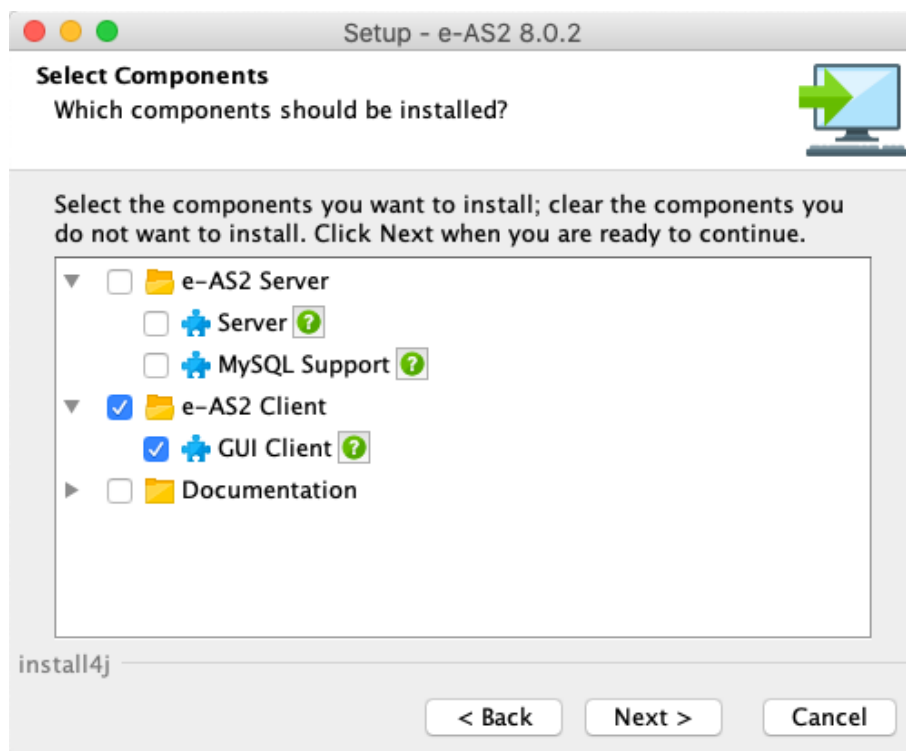 Setup - e-AS2 8.0.2
Select Components
Which components should be installed?
Select the components you want to install; clear the components you
do not want to install. Click Next when you are ready to continue.
e-AS2 Server
Server ?
MySQL Support ?
e-AS2 Client
GUI Client ?
Documentation
install4j
< Back Next > Cancel